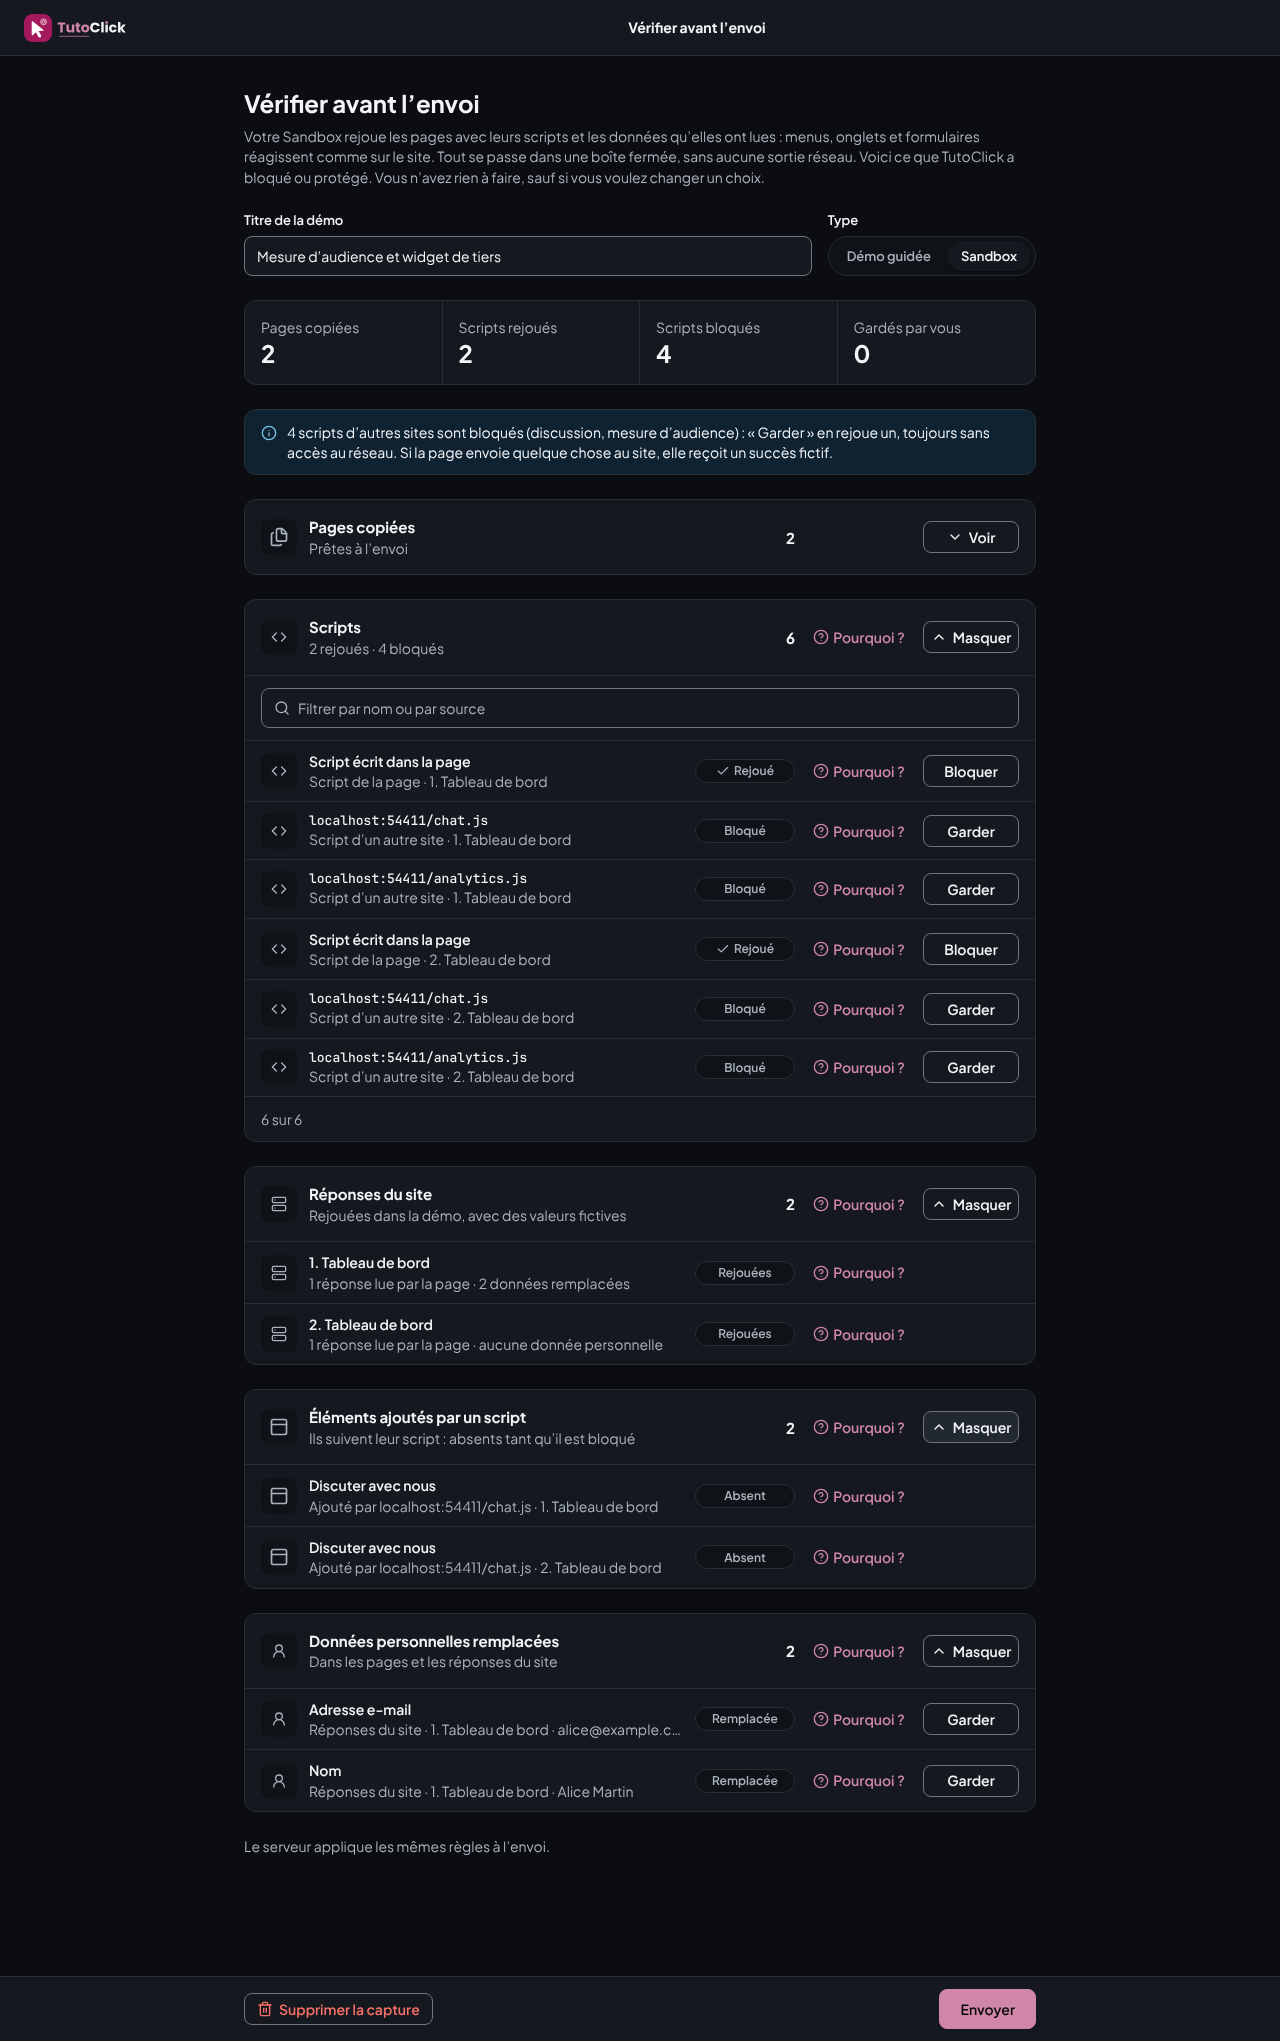 TutoClick
Vérifier avant l’envoi
Vérifier avant l’envoi
Votre Sandbox rejoue les pages avec leurs scripts et les données qu’elles ont lues : menus, onglets et formulaires
réagissent comme sur le site. Tout se passe dans une boîte fermée, sans aucune sortie réseau. Voici ce que TutoClick a
bloqué ou protégé. Vous n’avez rien à faire, sauf si vous voulez changer un choix.
Titre de la démo
Type
Mesure d’audience et widget de tiers
Démo guidée
Sandbox
Pages copiées
Scripts rejoués
Scripts bloqués
Gardés par vous
2
2
4
0
4 scripts d’autres sites sont bloqués (discussion, mesure d’audience) : « Garder » en rejoue un, toujours sans
accès au réseau. Si la page envoie quelque chose au site, elle reçoit un succès fictif.
Pages copiées
Prêtes à l’envoi
2
Voir
Scripts
2 rejoués · 4 bloqués
6
Pourquoi ?
Masquer
Filtrer par nom ou par source
Script écrit dans la page
Script de la page · 1. Tableau de bord
Rejoué
Pourquoi ?
Bloquer
localhost:54411/chat.js
Script d’un autre site · 1. Tableau de bord
Bloqué
Pourquoi ?
Garder
localhost:54411/analytics.js
Script d’un autre site · 1. Tableau de bord
Bloqué
Pourquoi ?
Garder
Script écrit dans la page
Script de la page · 2. Tableau de bord
Rejoué
Pourquoi ?
Bloquer
localhost:54411/chat.js
Script d’un autre site · 2. Tableau de bord
Bloqué
Pourquoi ?
Garder
localhost:54411/analytics.js
Script d’un autre site · 2. Tableau de bord
Bloqué
Pourquoi ?
Garder
6 sur 6
Réponses du site
Rejouées dans la démo, avec des valeurs fictives
2
Pourquoi ?
Masquer
1. Tableau de bord
1 réponse lue par la page · 2 données remplacées
Rejouées
Pourquoi ?
2. Tableau de bord
1 réponse lue par la page · aucune donnée personnelle
Rejouées
Pourquoi ?
Éléments ajoutés par un script
Ils suivent leur script : absents tant qu’il est bloqué
2
Pourquoi ?
Masquer
Discuter avec nous
Ajouté par localhost:54411/chat.js · 1. Tableau de bord
Absent
Pourquoi ?
Discuter avec nous
Ajouté par localhost:54411/chat.js · 2. Tableau de bord
Absent
Pourquoi ?
Données personnelles remplacées
Dans les pages et les réponses du site
2
Pourquoi ?
Masquer
Adresse e-mail
Réponses du site · 1. Tableau de bord · alice@example.c…
Remplacée
Pourquoi ?
Garder
Nom
Réponses du site · 1. Tableau de bord · Alice Martin
Remplacée
Pourquoi ?
Garder
Le serveur applique les mêmes règles à l’envoi.
Supprimer la capture
Envoyer